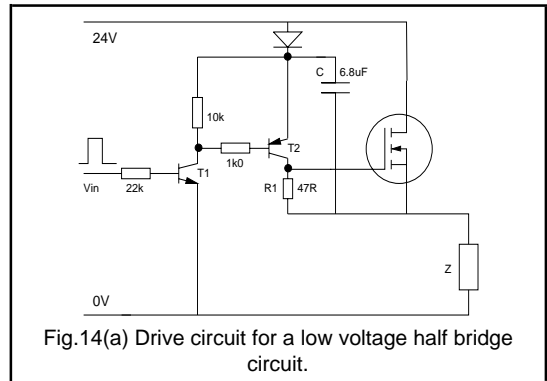 24V
C 6.8uF
10k
T2
1k0
T1
R1 47R
Vin
22k
Z
0V
Fig.14(a) Drive circuit for a low voltage half bridge
circuit.